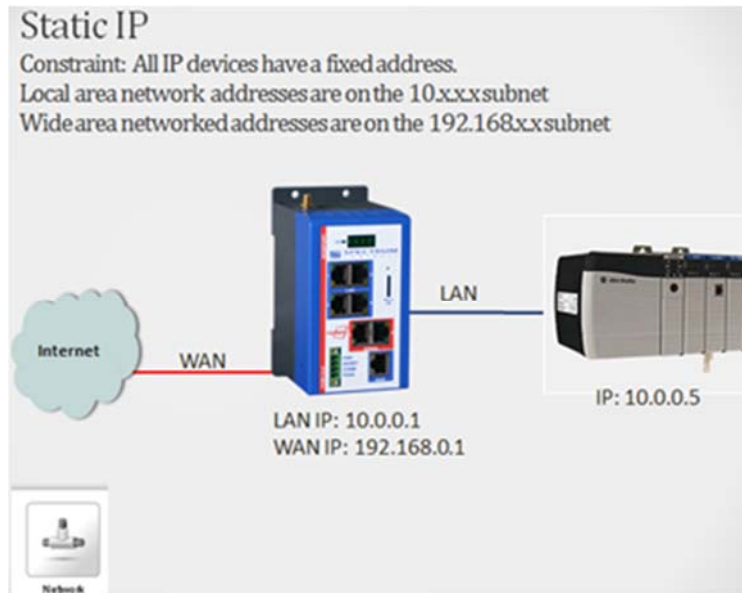 Static IP
Constraint: All IP devices have a fixed address.
Local area network addresses are on the 10.x.x.x subnet
Wide area networked addresses are on the 192.168.x.x subnet
LAN
Internet
WAN
IP: 10.0.0.5
LAN IP: 10.0.0.1
WAN IP: 192.168.0.1
Network